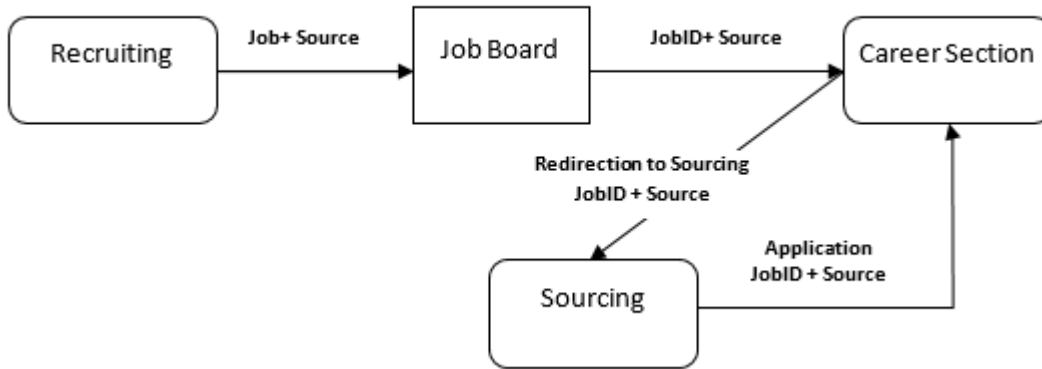 Recruiting
Job+ Source
Job Board
JobID+ Source
Career Section
Redirection to Sourcing
JobID + Source
Sourcing
Application
JobID + Source